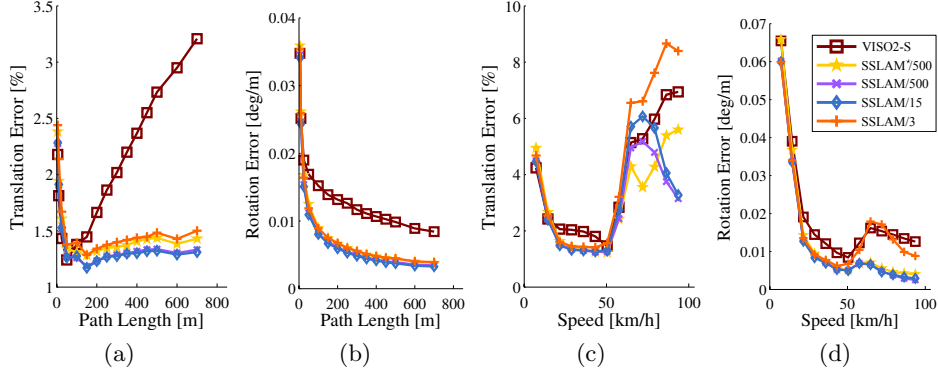 3.5
3
2.5
2
1.5
1
0 200 400 600 800
Translation Error [%]
Path Length [m]
(a)
0.04
0.03
0.02
0.01
0
0 200 400 600 800
Rotation Error [deg/m]
Path Length [m]
(b)
10
8
6
4
2
0
0 50 100
Translation Error [%]
Speed [km/h]
(c)
0.07
0.06
0.05
0.04
0.03
0.02
0.01
0
0 50 100
Rotation Error [deg/m]
Speed [km/h]
(d)
VISO2-S
SSLAM*/500
SSLAM/500
SSLAM/15
SSLAM/3